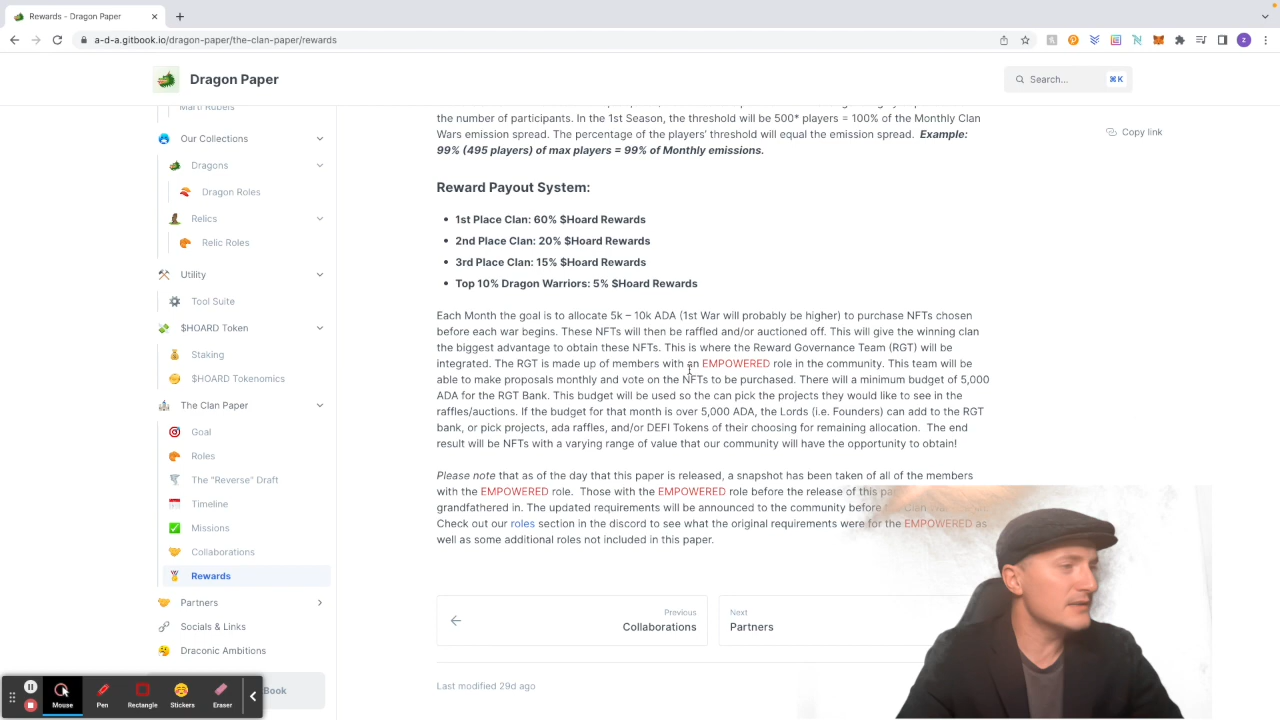 Rewards - Dragon Paper
a-d-a.gitbook.io/dragon-paper/the-clan-paper/rewards
Dragon Paper
Search...
⌘K
Our Collections
Dragons
Dragon Roles
Relics
Relic Roles
Utility
Tool Suite
$HOARD Token
Staking
$HOARD Tokenomics
The Clan Paper
Goal
Roles
The "Reverse" Draft
Timeline
Missions
Collaborations
Rewards
Partners
Socials & Links
Draconic Ambitions
Book
Mouse
Pen
Rectangle
Stickers
Eraser
the number of participants. In the 1st Season, the threshold will be 500* players = 100% of the Monthly Clan
Wars emission spread. The percentage of the players' threshold will equal the emission spread. Example:
99% (495 players) of max players = 99% of Monthly emissions.
Copy link
Reward Payout System:
1st Place Clan: 60% $Hoard Rewards
2nd Place Clan: 20% $Hoard Rewards
3rd Place Clan: 15% $Hoard Rewards
Top 10% Dragon Warriors: 5% $Hoard Rewards
Each Month the goal is to allocate 5k – 10k ADA (1st War will probably be higher) to purchase NFTs chosen
before each war begins. These NFTs will then be raffled and/or auctioned off. This will give the winning clan
the biggest advantage to obtain these NFTs. This is where the Reward Governance Team (RGT) will be
integrated. The RGT is made up of members with an EMPOWERED role in the community. This team will be
able to make proposals monthly and vote on the NFTs to be purchased. There will a minimum budget of 5,000
ADA for the RGT Bank. This budget will be used so the can pick the projects they would like to see in the
raffles/auctions. If the budget for that month is over 5,000 ADA, the Lords (i.e. Founders) can add to the RGT
bank, or pick projects, ada raffles, and/or DEFI Tokens of their choosing for remaining allocation. The end
result will be NFTs with a varying range of value that our community will have the opportunity to obtain!
Please note that as of the day that this paper is released, a snapshot has been taken of all of the members
with the EMPOWERED role. Those with the EMPOWERED role before the release of this
grandfathered in. The updated requirements will be announced to the community before
Check out our roles section in the discord to see what the original requirements were for the EMPOWERED as
well as some additional roles not included in this paper.
Previous
Collaborations
Next
Partners
Last modified 29d ago